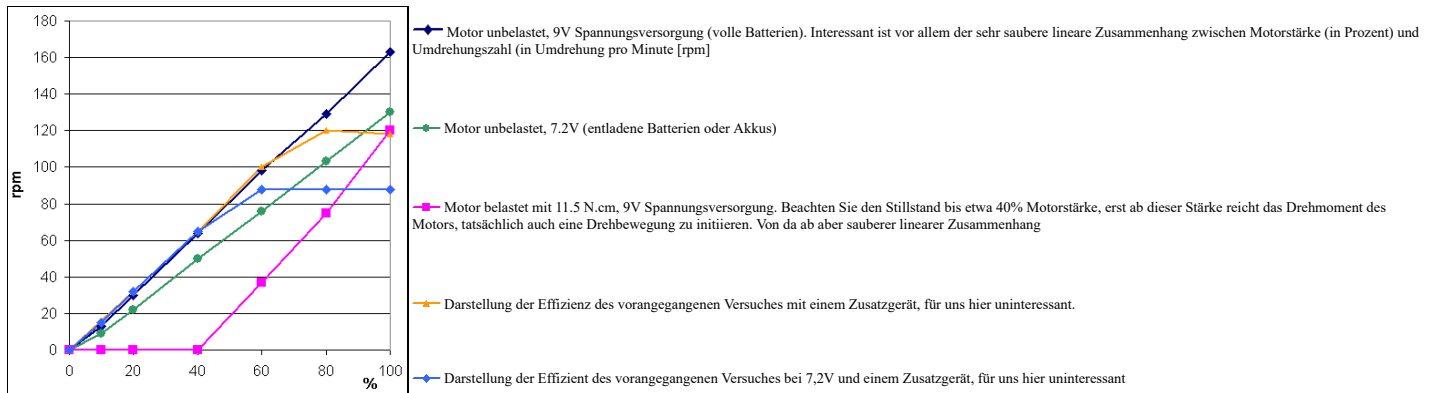 180
160
140
120
100
80
60
40
20
0
rpm
0 20 40 60 80 100
%
Motor unbelastet, 9V Spannungsversorgung (volle Batterien). Interessant ist vor allem der sehr saubere lineare Zusammenhang zwischen Motorstärke (in Prozent) und
Umdrehungszahl (in Umdrehung pro Minute [rpm]
Motor unbelastet, 7.2V (entladene Batterien oder Akkus)
Motor belastet mit 11.5 N.cm, 9V Spannungsversorgung. Beachten Sie den Stillstand bis etwa 40% Motorstärke, erst ab dieser Stärke reicht das Drehmoment des
Motors, tatsächlich auch eine Drehbewegung zu initiieren. Von da ab aber sauberer linearer Zusammenhang
Darstellung der Effizienz des vorangegangenen Versuches mit einem Zusatzgerät, für uns hier uninteressant.
Darstellung der Effizient des vorangegangenen Versuches bei 7,2V und einem Zusatzgerät, für uns hier uninteressant